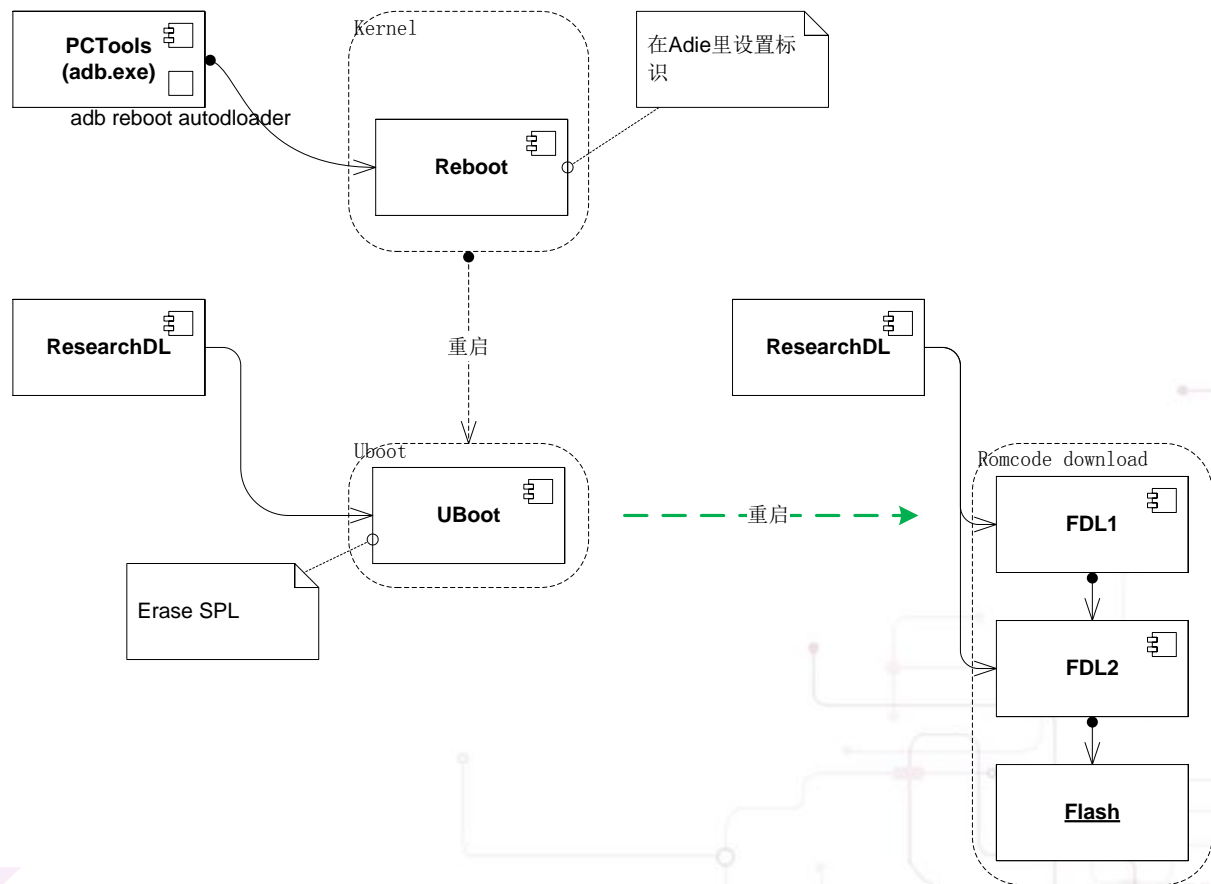 PCTools
(adb.exe)
adb reboot autodloader
Kernel
Reboot
在Adie里设置标
识
ResearchDL
重启
Uboot
UBoot
Erase SPL
重启
ResearchDL
Romcode download
FDL1
FDL2
Flash